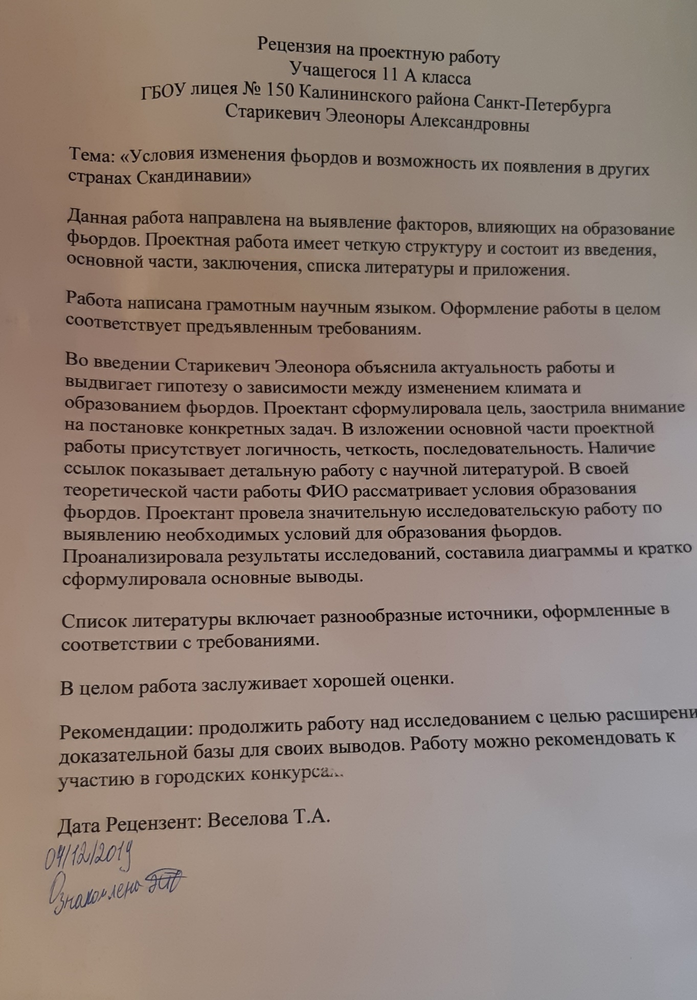 Рецензия на проектную работу
Учащегося 11 А класса
ГБОУ лицея № 150 Калининского района Санкт-Петербурга
Старикевич Элеоноры Александровны
Тема: «Условия изменения фьордов и возможность их появления в других
странах Скандинавии»
Данная работа направлена на выявление факторов, влияющих на образование
фьордов. Проектная работа имеет четкую структуру и состоит из введения,
основной части, заключения, списка литературы и приложения.
Работа написана грамотным научным языком. Оформление работы в целом
соответствует предъявленным требованиям.
Во введении Старикевич Элеонора объяснила актуальность работы и
выдвигает гипотезу о зависимости между изменением климата и
образованием фьордов. Проектант сформулировала цель, заострила внимание
на постановке конкретных задач. В изложении основной части проектной
работы присутствует логичность, четкость, последовательность. Наличие
ссылок показывает детальную работу с научной литературой. В своей
теоретической части работы ФИО рассматривает условия образования
фьордов. Проектант провела значительную исследовательскую работу по
выявлению необходимых условий для образования фьордов.
Проанализировала результаты исследований, составила диаграммы и кратко
сформулировала основные выводы.
Список литературы включает разнообразные источники, оформленные в
соответствии с требованиями.
В целом работа заслуживает хорошей оценки.
Рекомендации: продолжить работу над исследованием с целью расширени
доказательной базы для своих выводов. Работу можно рекомендовать к
участию в городских конкурсах.
Дата Рецензент: Веселова Т.А.
04/12/2019
Ознакомлена